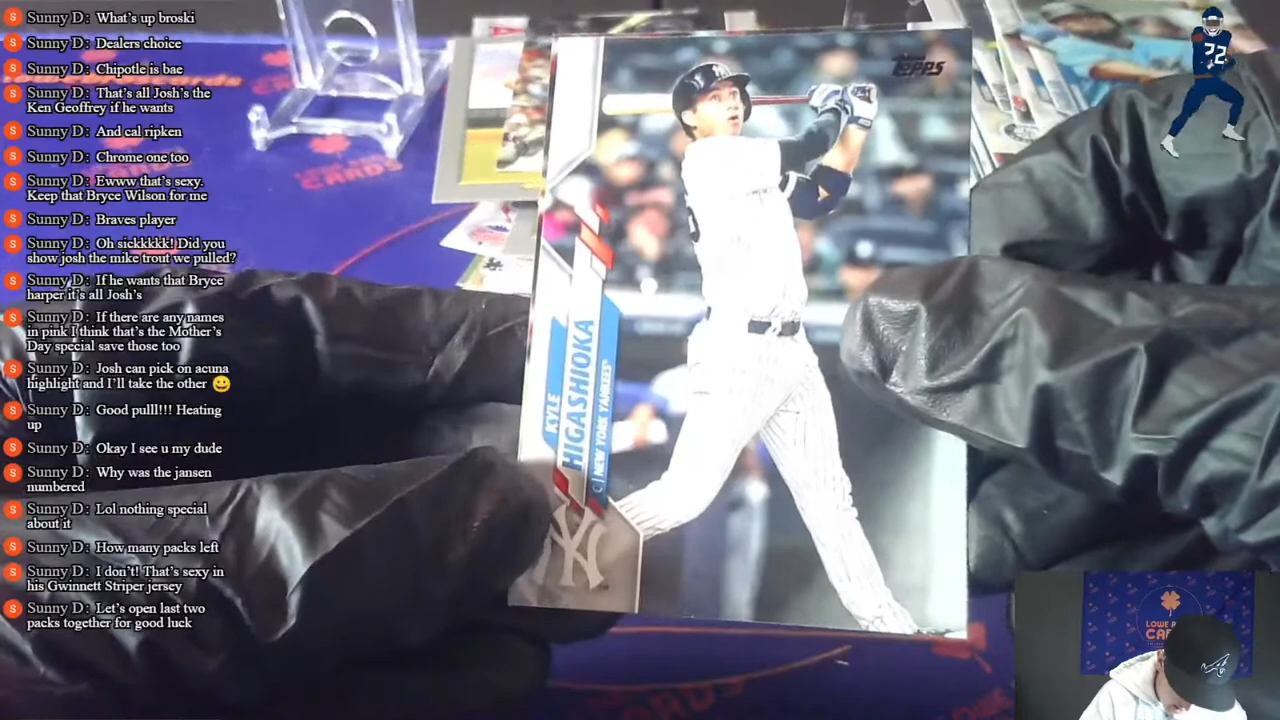 Sunny D: What's up broski
Sunny D: Dealers choice
Sunny D: Chipotle is bae
Sunny D: That's all Josh's the
Ken Geoffrey if he wants
Sunny D: And cal ripken
Sunny D: Chrome one too
Sunny D: Ewww that's sexy.
Keep that Bryce Wilson for me
Sunny D: Braves player
Sunny D: Oh sickkkkk! Did you
show josh the mike trout we pulled?
Sunny D: If he wants that Bryce
harper it's all Josh's
Sunny D: If there are any names
in pink I think that's the Mother's
Day special save those too
Sunny D: Josh can pick on acuna
highlight and I'll take the other 😀
Sunny D: Good pulll!!! Heating
up
Sunny D: Okay I see u my dude
Sunny D: Why was the jansen
numbered
Sunny D: Lol nothing special
about it
Sunny D: How many packs left
Sunny D: I don't! That's sexy in
his Gwinnett Striper jersey
Sunny D: Let's open last two
packs together for good luck
TOPPS
KYLE
HIGASHIOKA
C | NEW YORK YANKEES
NY
CARDS
72
LOWE